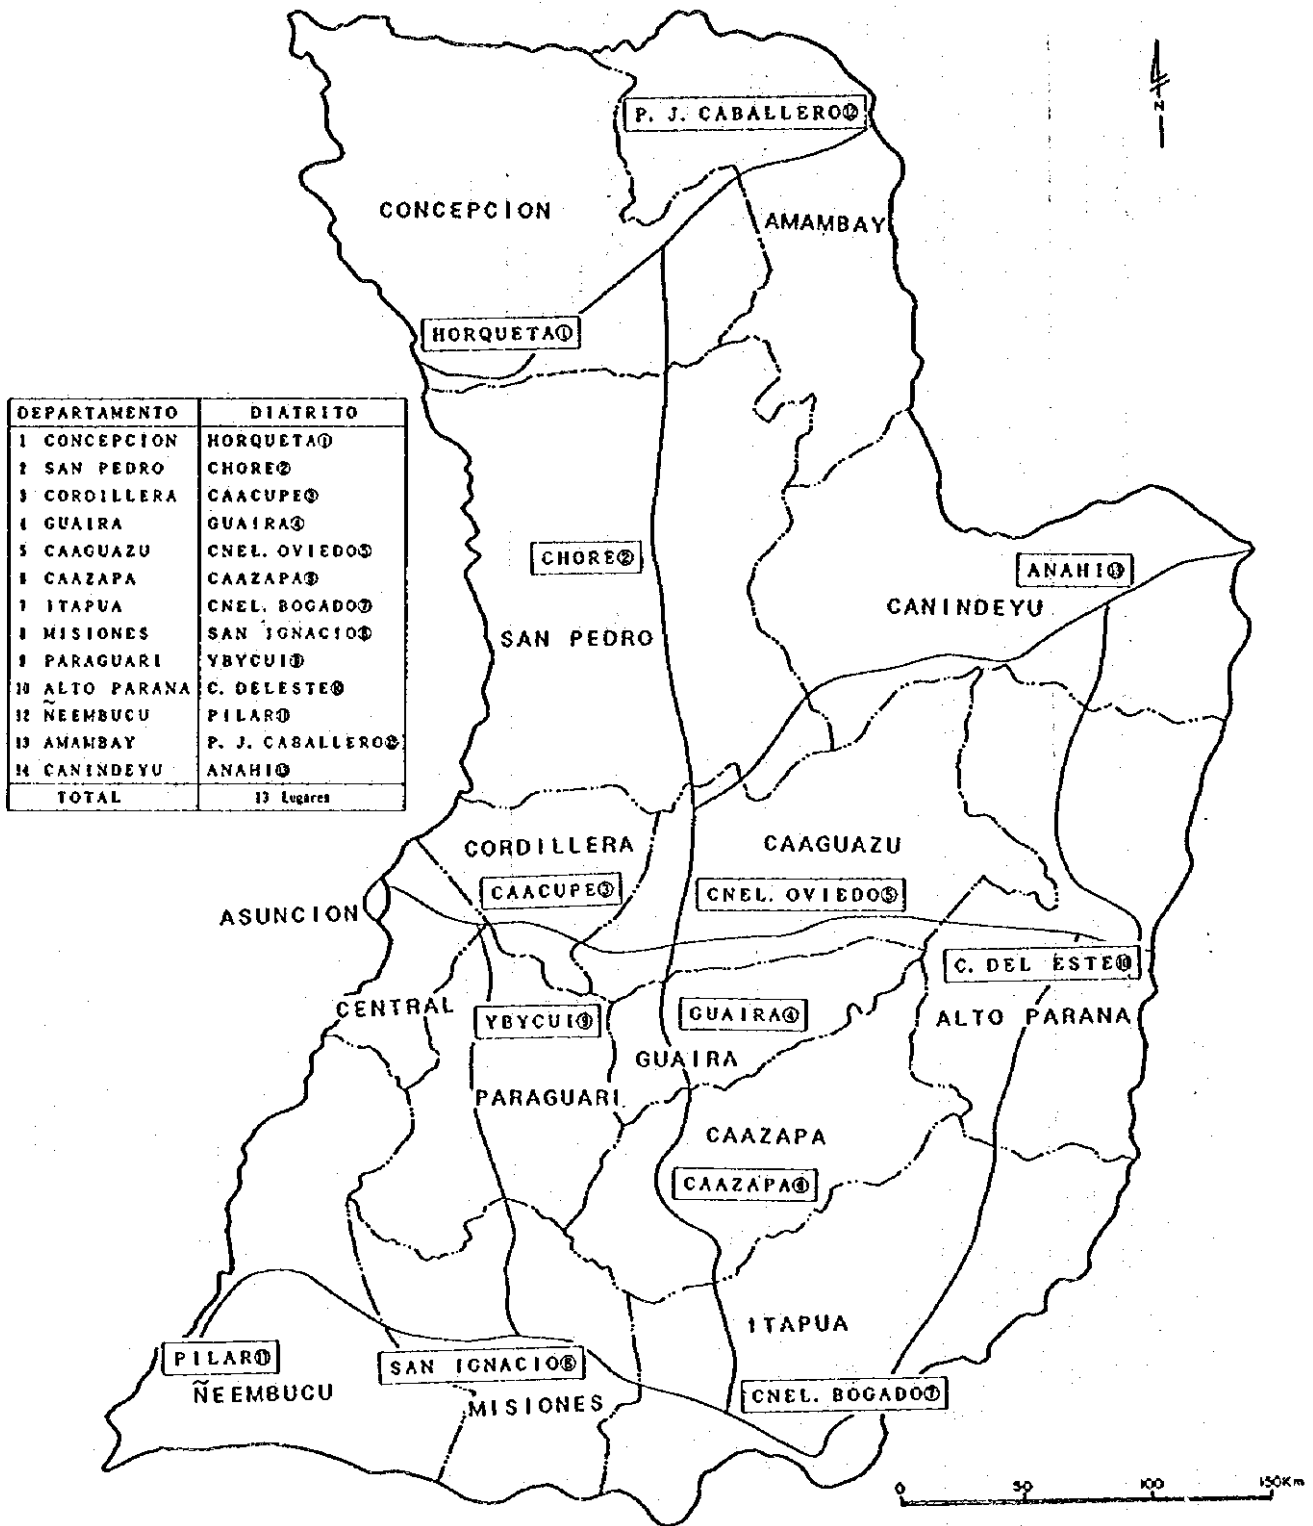 P. J. CABALLERO⑫
N
CONCEPCION
AMAMBAY
HORQUETA①
DEPARTAMENTO DIATRITO
1 CONCEPCION HORQUETA①
2 SAN PEDRO CHORE②
3 CORDILLERA CAACUPE③
4 GUAIRA GUAIRA④
5 CAAGUAZU CNEL. OVIEDO⑤
6 CAAZAPA CAAZAPA⑥
7 ITAPUA CNEL. BOGADO⑦
8 MISIONES SAN IGNACIO⑧
9 PARAGUARI YBYCUI⑨
10 ALTO PARANA C. DELESTE⑩
12 ÑEEMBUCU PILAR⑪
13 AMAMBAY P. J. CABALLERO⑫
14 CANINDEYU ANAHI⑬
TOTAL 13 Lugares
CHORE②
ANAHI⑬
CANINDEYU
SAN PEDRO
CORDILLERA
CAAGUAZU
CAACUPE③
CNEL. OVIEDO⑤
ASUNCION
C. DEL ESTE⑩
CENTRAL
YBYCUI⑨
GUAIRA④
ALTO PARANA
GUAIRA
PARAGUARI
CAAZAPA
CAAZAPA⑥
ITAPUA
PILAR⑪
SAN IGNACIO⑧
ÑEEMBUCU
MISIONES
CNEL. BOGADO⑦
0 50 100 150Km